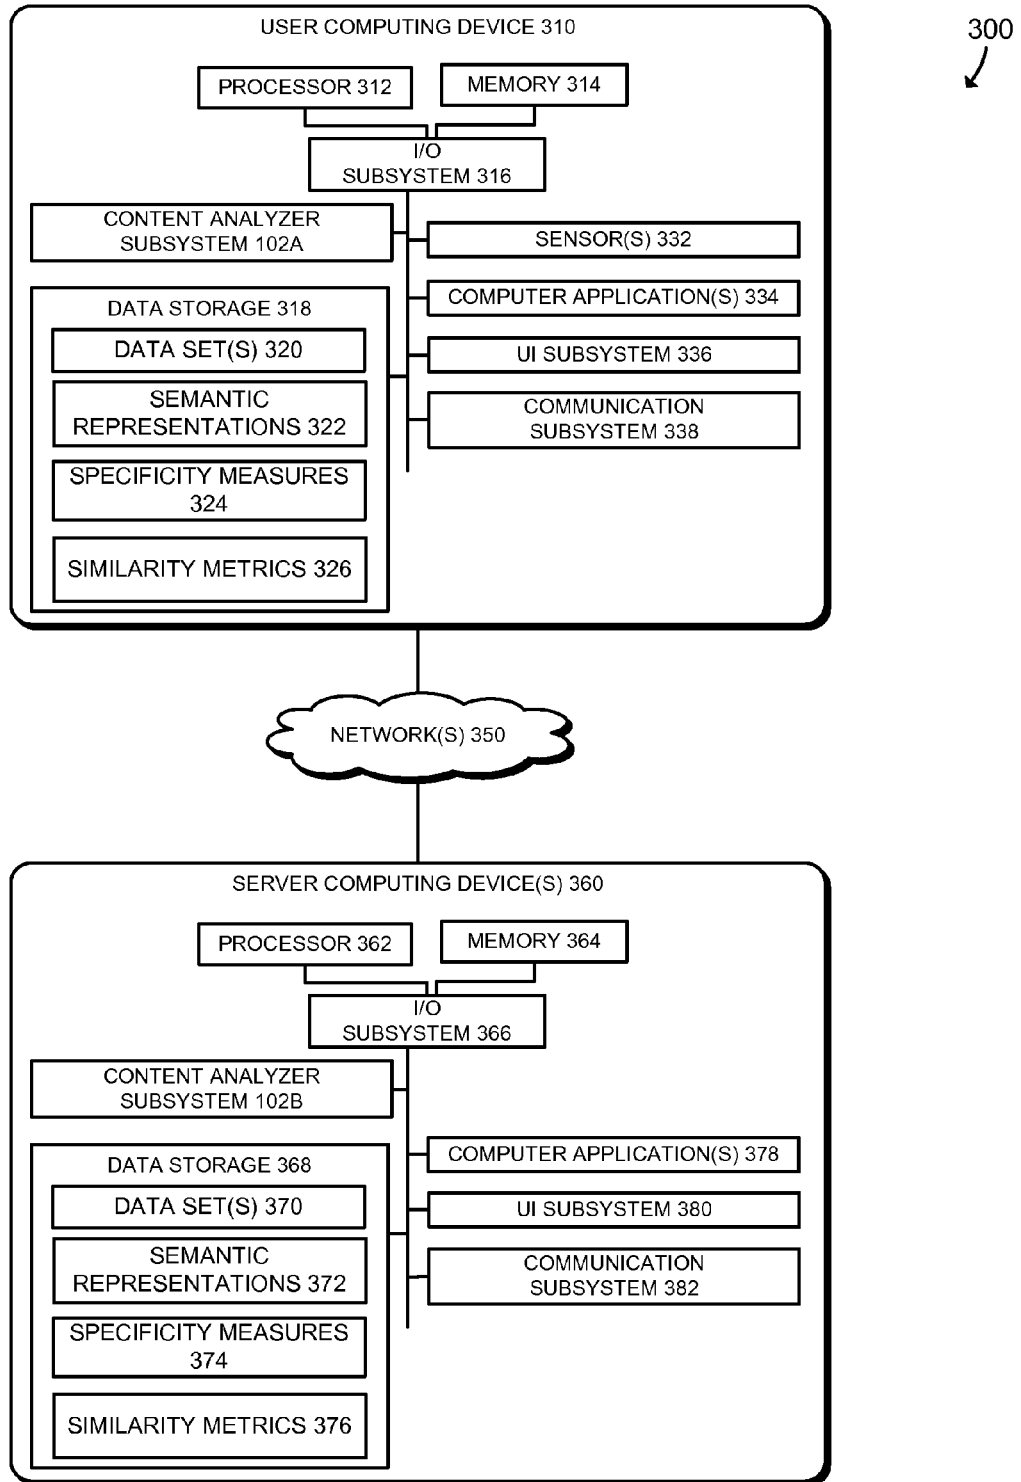 USER COMPUTING DEVICE 310
300
PROCESSOR 312
MEMORY 314
I/O
SUBSYSTEM 316
CONTENT ANALYZER
SUBSYSTEM 102A
SENSOR(S) 332
COMPUTER APPLICATION(S) 334
UI SUBSYSTEM 336
COMMUNICATION
SUBSYSTEM 338
DATA STORAGE 318
DATA SET(S) 320
SEMANTIC
REPRESENTATIONS 322
SPECIFICITY MEASURES
324
SIMILARITY METRICS 326
NETWORK(S) 350
SERVER COMPUTING DEVICE(S) 360
PROCESSOR 362
MEMORY 364
I/O
SUBSYSTEM 366
CONTENT ANALYZER
SUBSYSTEM 102B
COMPUTER APPLICATION(S) 378
UI SUBSYSTEM 380
COMMUNICATION
SUBSYSTEM 382
DATA STORAGE 368
DATA SET(S) 370
SEMANTIC
REPRESENTATIONS 372
SPECIFICITY MEASURES
374
SIMILARITY METRICS 376